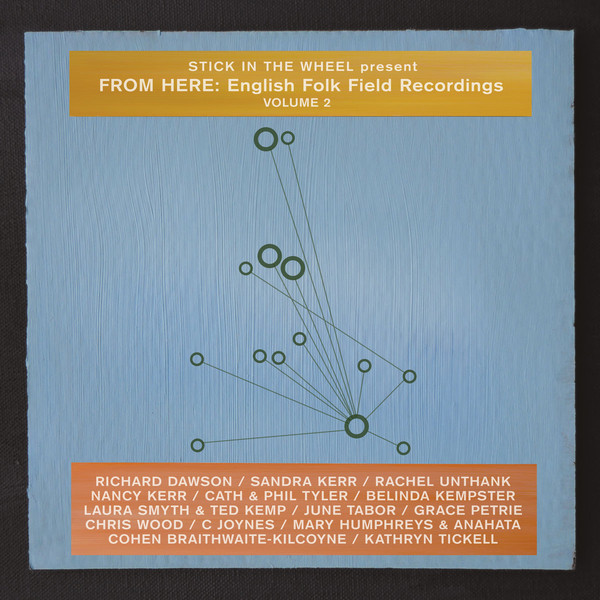 STICK IN THE WHEEL present
FROM HERE: English Folk Field Recordings
VOLUME 2
RICHARD DAWSON / SANDRA KERR / RACHEL UNTHANK
NANCY KERR / CATH & PHIL TYLER / BELINDA KEMPSTER
LAURA SMYTH & TED KEMP / JUNE TABOR / GRACE PETRIE
CHRIS WOOD / C JOYNES / MARY HUMPHREYS & ANAHATA
COHEN BRAITHWAITE-KILCOYNE / KATHRYN TICKELL